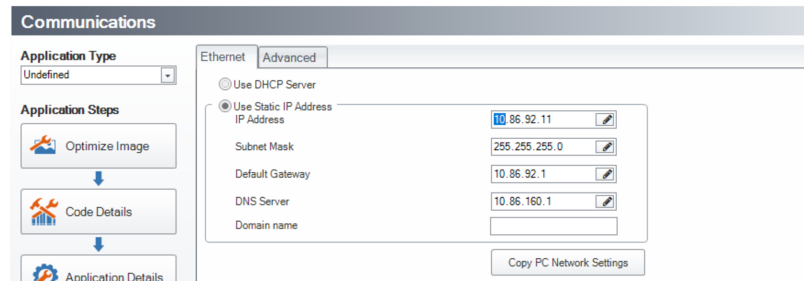 Communications
Application Type
Undefined
Application Steps
Optimize Image
Code Details
Application Details
Ethernet
Advanced
Use DHCP Server
Use Static IP Address
IP Address
10.86.92.11
Subnet Mask
255.255.255.0
Default Gateway
10.86.92.1
DNS Server
10.86.160.1
Domain name
Copy PC Network Settings